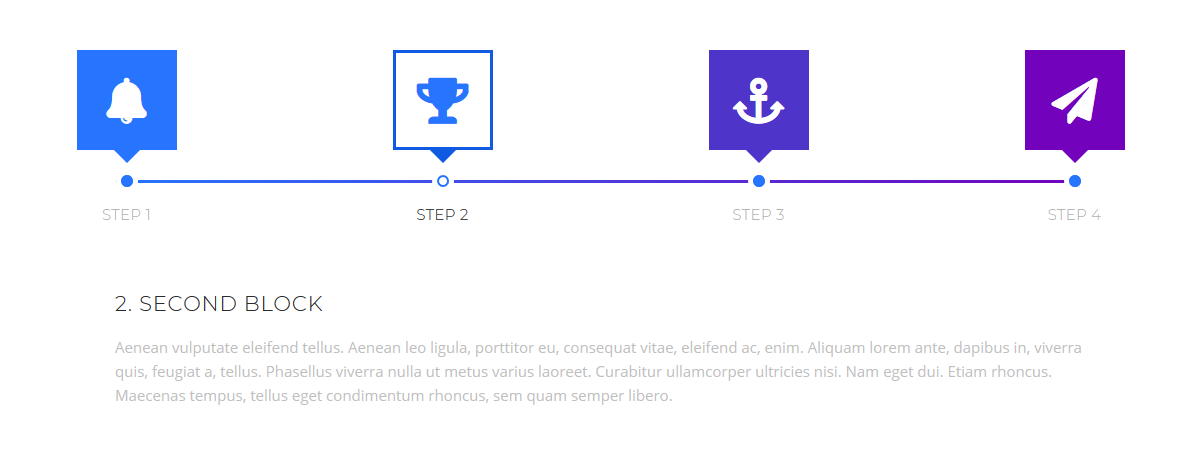 STEP 1 STEP 2 STEP 3 STEP 4
2. SECOND BLOCK
Aenean vulputate eleifend tellus. Aenean leo ligula, porttitor eu, consequat vitae, eleifend ac, enim. Aliquam lorem ante, dapibus in, viverra
quis, feugiat a, tellus. Phasellus viverra nulla ut metus varius laoreet. Curabitur ullamcorper ultricies nisi. Nam eget dui. Etiam rhoncus.
Maecenas tempus, tellus eget condimentum rhoncus, sem quam semper libero.